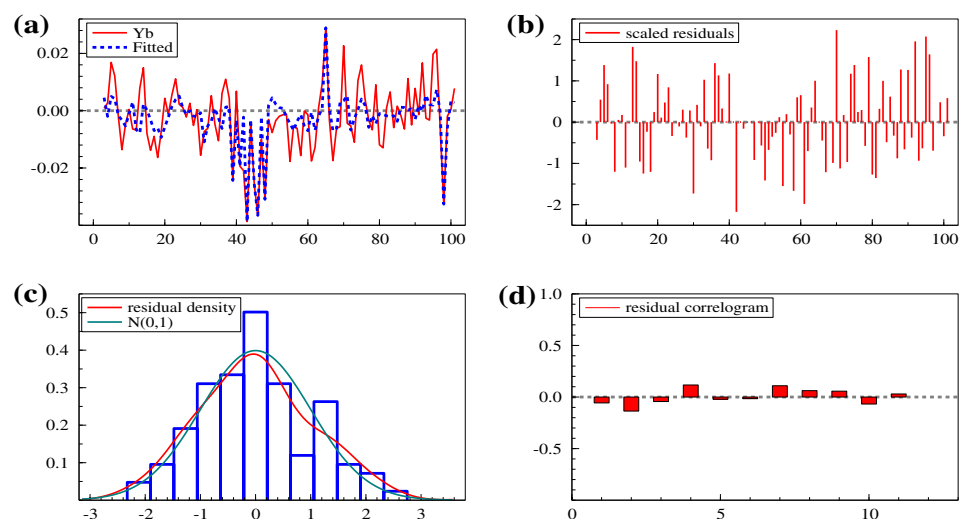 (a)
Yb
Fitted
0.02
0.00
-0.02
0 20 40 60 80 100
(b)
scaled residuals
2
1
0
-1
-2
0 20 40 60 80 100
(c)
residual density
N(0,1)
0.5
0.4
0.3
0.2
0.1
-3 -2 -1 0 1 2 3
(d)
residual correlogram
1.0
0.5
0.0
-0.5
0 5 10